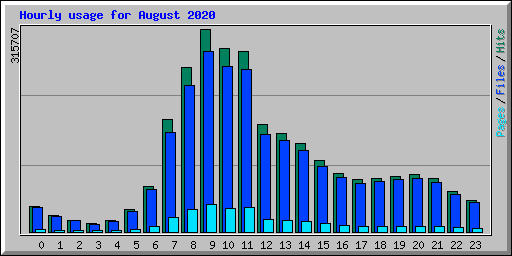 Hourly usage for August 2020
315707
Pages / Files / Hits
0 1 2 3 4 5 6 7 8 9 10 11 12 13 14 15 16 17 18 19 20 21 22 23